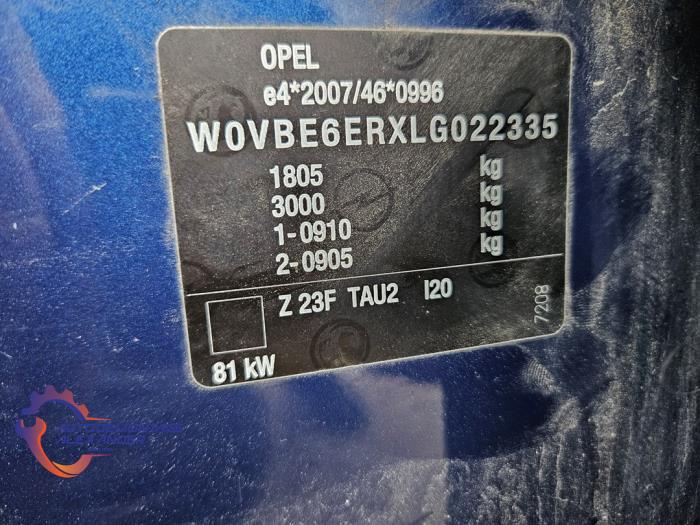 OPEL
e4*2007/46*0996
W0VBE6ERXLG022335
1805 kg
3000 kg
1-0910 kg
2-0905 kg
Z 23F TAU2 I20
7208
81 kW